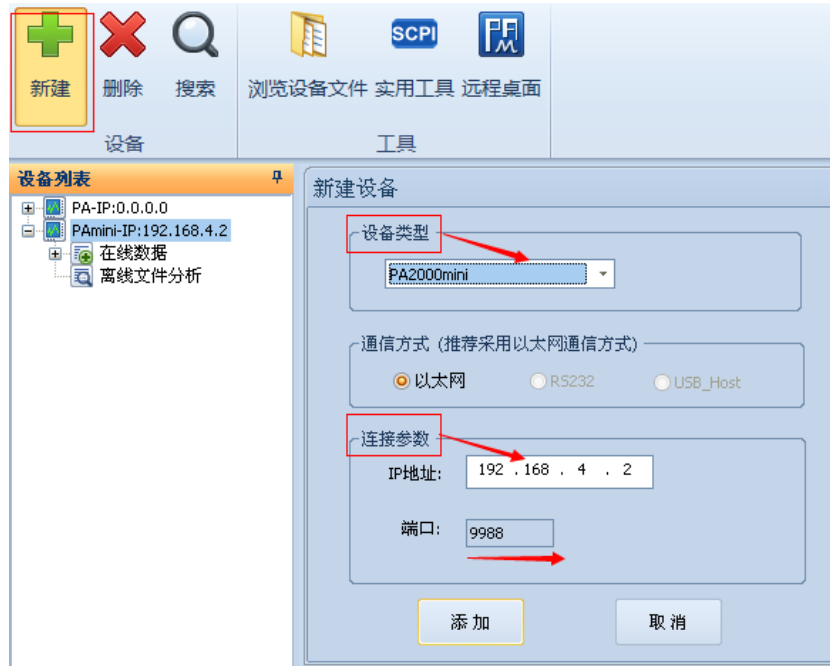 SCPI PFM
新建 删除 搜索 浏览设备文件 实用工具 远程桌面
设备 工具
设备列表
PA-IP:0.0.0.0
PAmini-IP:192.168.4.2
在线数据
离线文件分析
新建设备
设备类型
PA2000mini
通信方式 (推荐采用以太网通信方式)
以太网 RS232 USB_Host
连接参数
IP地址: 192 . 168 . 4 . 2
端口: 9988
添加 取消